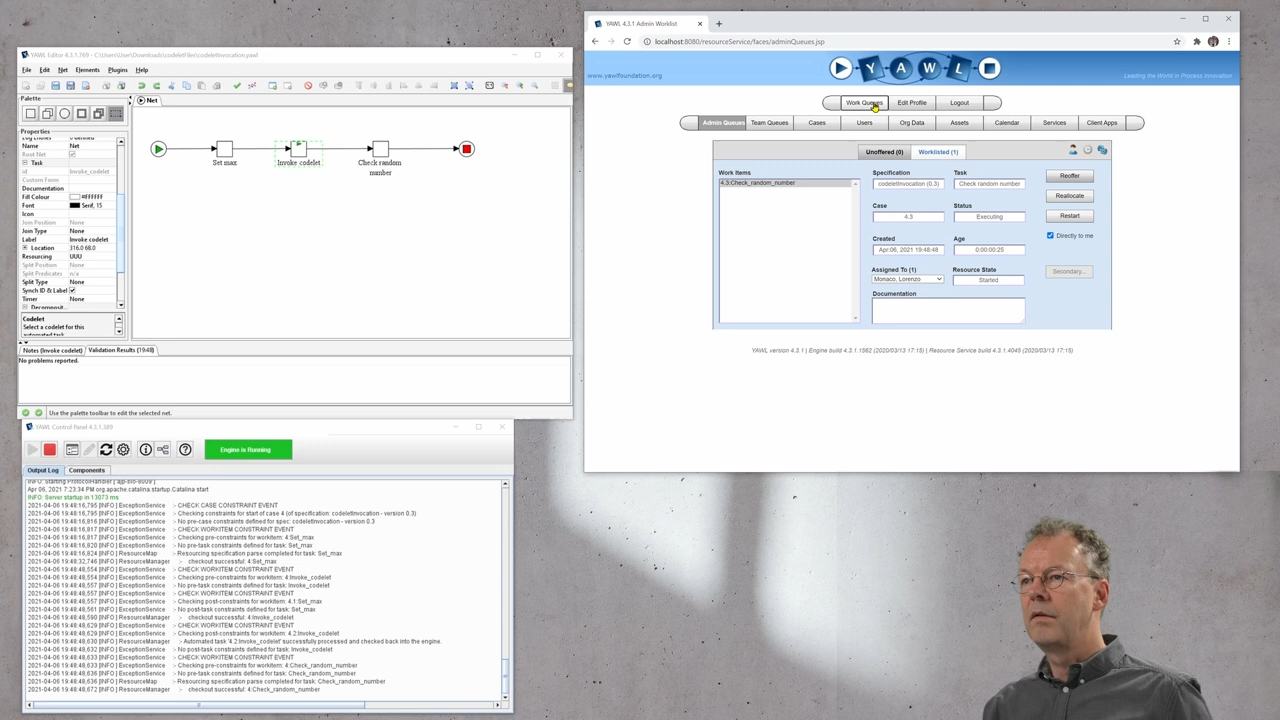 YAWL Editor 4.3.1.769 - C:\Users\User\Downloads\codeletFiles\codeletInvocation.yawl
File Edit Net Elements Plugins Help
Palette
Net
Properties
Name Net
Root Net
Task
Task Id Invoke_codelet
Custom Form
Documentation
Fill Colour #FFFFFF
Font Serif, 15
Icon
Join Position None
Join Type None
Label Invoke codelet
Location 316.0 68.0
Resourcing UUU
Split Position None
Split Predicates n/a
Split Type None
Synch ID & Label
Timer None
Codelet
Select a codelet for this
automated task
Set max
Invoke codelet
Check random
number
Notes (Invoke codelet) Validation Results (19:48)
No problems reported.
Use the palette toolbar to edit the selected net.
YAWL Control Panel 4.3.1.389
Engine is Running
Output Log Components
INFO: Starting ProtocolHandler ["ajp-bio-8009"]
Apr 06, 2021 7:23:34 PM org.apache.catalina.startup.Catalina start
INFO: Server startup in 13073 ms
2021-04-06 19:48:16,795 [INFO ] ExceptionService :- CHECK CASE CONSTRAINT EVENT
2021-04-06 19:48:16,795 [INFO ] ExceptionService :- Checking constraints for start of case 4 (of specification: codeletInvocation - version 0.3)
2021-04-06 19:48:16,816 [INFO ] ExceptionService :- No pre-case constraints defined for spec: codeletInvocation - version 0.3
2021-04-06 19:48:16,817 [INFO ] ExceptionService :- CHECK WORKITEM CONSTRAINT EVENT
2021-04-06 19:48:16,817 [INFO ] ExceptionService :- Checking pre-constraints for workitem: 4:Set_max
2021-04-06 19:48:16,820 [INFO ] ExceptionService :- No pre-task constraints defined for task: Set_max
2021-04-06 19:48:16,824 [INFO ] ResourceMap :- Resourcing specification parse completed for task: Set_max
2021-04-06 19:48:32,746 [INFO ] ResourceManager :- checkout successful: 4:Set_max
2021-04-06 19:48:48,554 [INFO ] ExceptionService :- CHECK WORKITEM CONSTRAINT EVENT
2021-04-06 19:48:48,554 [INFO ] ExceptionService :- Checking pre-constraints for workitem: 4:Invoke_codelet
2021-04-06 19:48:48,557 [INFO ] ExceptionService :- No pre-task constraints defined for task: Invoke_codelet
2021-04-06 19:48:48,557 [INFO ] ExceptionService :- CHECK WORKITEM CONSTRAINT EVENT
2021-04-06 19:48:48,557 [INFO ] ExceptionService :- Checking post-constraints for workitem: 4.1:Set_max
2021-04-06 19:48:48,561 [INFO ] ExceptionService :- No post-task constraints defined for task: Set_max
2021-04-06 19:48:48,590 [INFO ] ResourceManager :- checkout successful: 4:Invoke_codelet
2021-04-06 19:48:48,629 [INFO ] ExceptionService :- CHECK WORKITEM CONSTRAINT EVENT
2021-04-06 19:48:48,629 [INFO ] ExceptionService :- Checking post-constraints for workitem: 4.2:Invoke_codelet
2021-04-06 19:48:48,630 [INFO ] ResourceManager :- Automated task '4.2:Invoke_codelet' successfully processed and checked back into the engine.
2021-04-06 19:48:48,632 [INFO ] ExceptionService :- No post-task constraints defined for task: Invoke_codelet
2021-04-06 19:48:48,633 [INFO ] ExceptionService :- CHECK WORKITEM CONSTRAINT EVENT
2021-04-06 19:48:48,633 [INFO ] ExceptionService :- Checking pre-constraints for workitem: 4:Check_random_number
2021-04-06 19:48:48,636 [INFO ] ExceptionService :- No pre-task constraints defined for task: Check_random_number
2021-04-06 19:48:48,636 [INFO ] ResourceMap :- Resourcing specification parse completed for task: Check_random_number
2021-04-06 19:48:48,672 [INFO ] ResourceManager :- checkout successful: 4:Check_random_number
YAWL 4.3.1 Admin Worklist
localhost:8080/resourceService/faces/adminQueues.jsp
www.yawlfoundation.org
YAWL
Leading the World in Process Innovation
Work Queues Edit Profile Logout
Admin Queues Team Queues Cases Users Org Data Assets Calendar Services Client Apps
Unoffered (0) Worklisted (1)
Work Items
4.3:Check_random_number
Specification Task
codeletInvocation (0.3) Check random number
Case Status
4.3 Executing
Created Age
Apr:06, 2021 19:48:48 0:00:00:25
Assigned To (1) Resource State
Monaco, Lorenzo Started
Documentation
Reoffer
Reallocate
Restart
Directly to me
Secondary...
YAWL version 4.3.1 | Engine build 4.3.1.1562 (2020/03/13 17:15) | Resource Service build 4.3.1.4045 (2020/03/13 17:15)